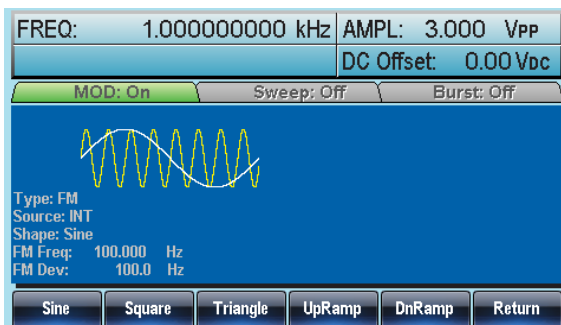 FREQ: 1.000000000 kHz AMPL: 3.000 VPP
DC Offset: 0.00 VDC
MOD: On Sweep: Off Burst: Off
Type: FM
Source: INT
Shape: Sine
FM Freq: 100.000 Hz
FM Dev: 100.0 Hz
Sine Square Triangle UpRamp DnRamp Return